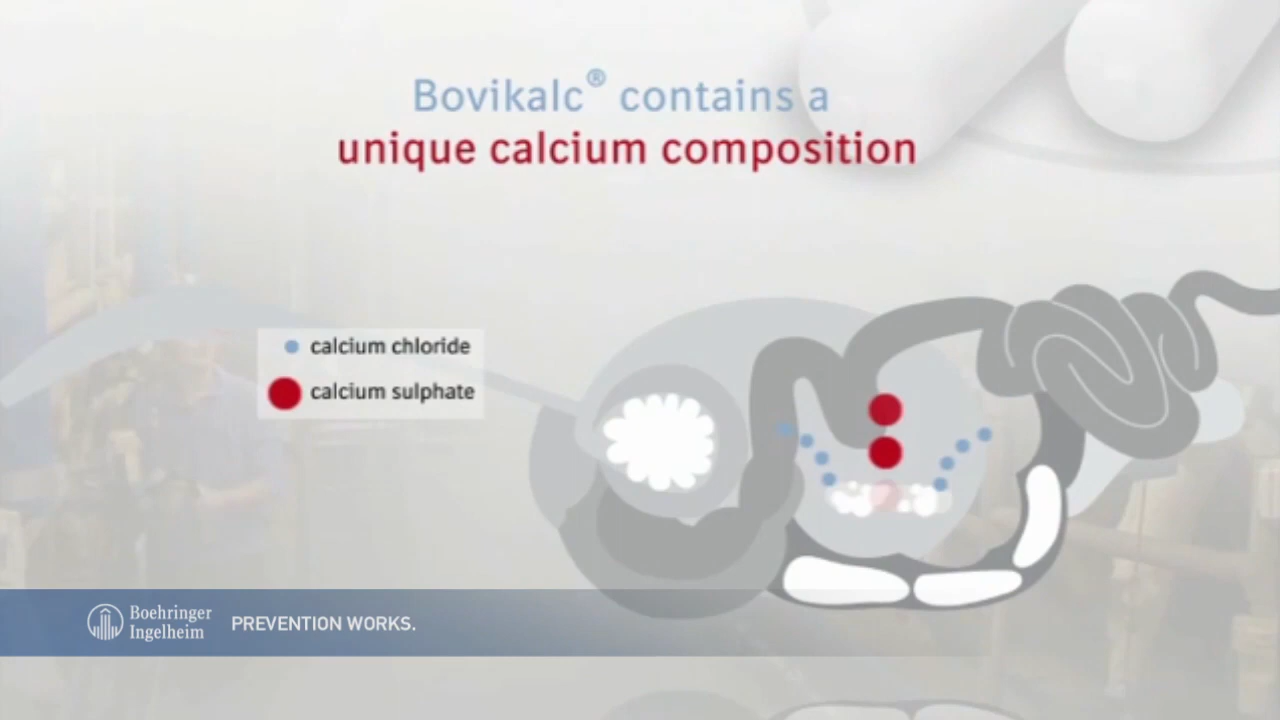 Bovikalc® contains a
unique calcium composition
calcium chloride
calcium sulphate
Boehringer
Ingelheim
PREVENTION WORKS.